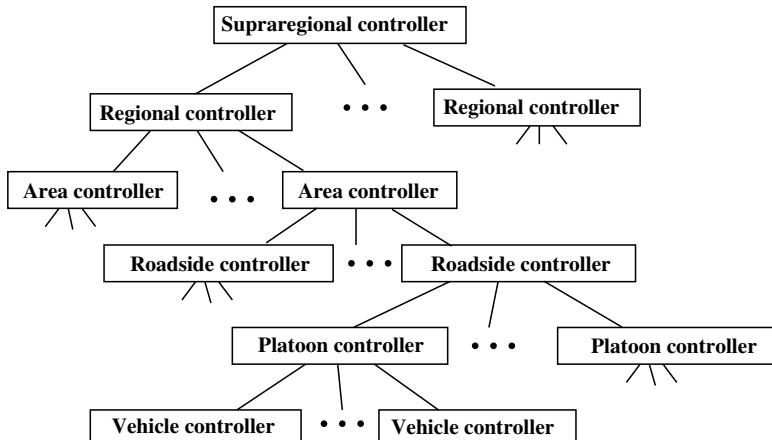 Supraregional controller
Regional controller
• • •
Regional controller
Area controller
• • •
Area controller
Roadside controller
• • •
Roadside controller
Platoon controller
• • •
Platoon controller
Vehicle controller
• • •
Vehicle controller